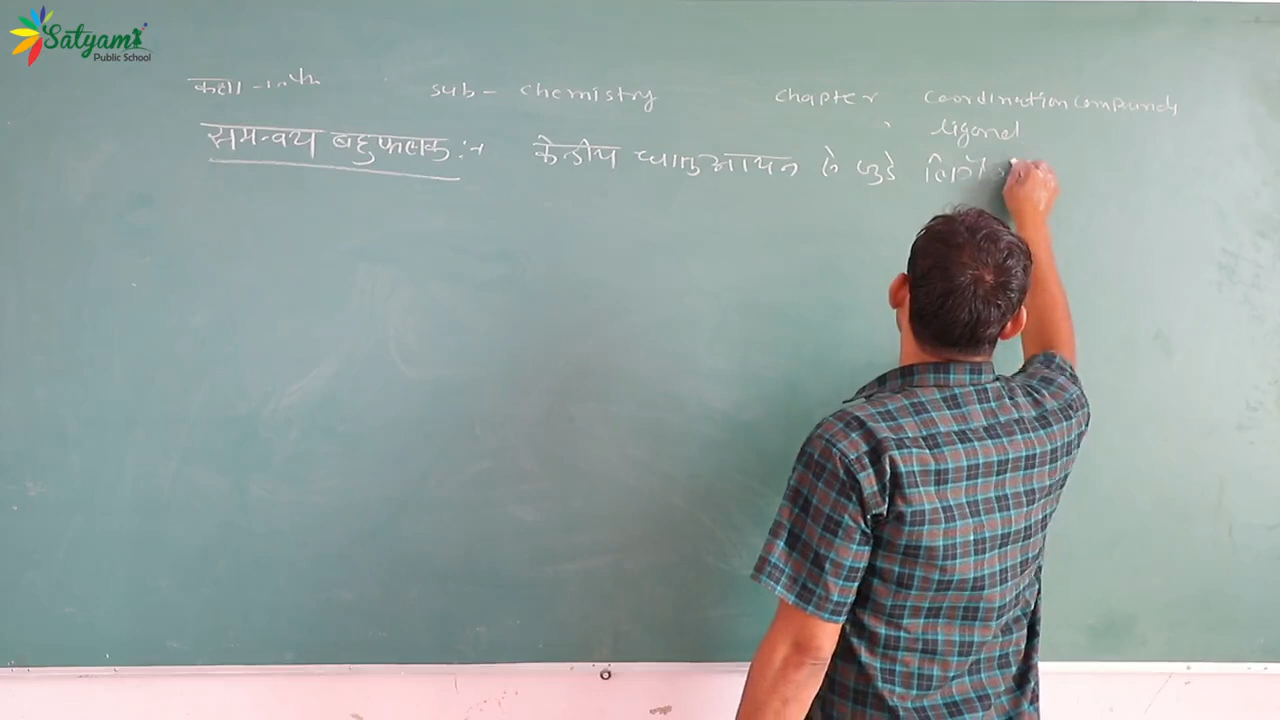 Satyam
Public School
कक्षा - 12th sub - chemistry chapter coordination compounds
ligand
समन्वय बहुफलक :→ केन्द्रीय धातु आयन से जुड़े